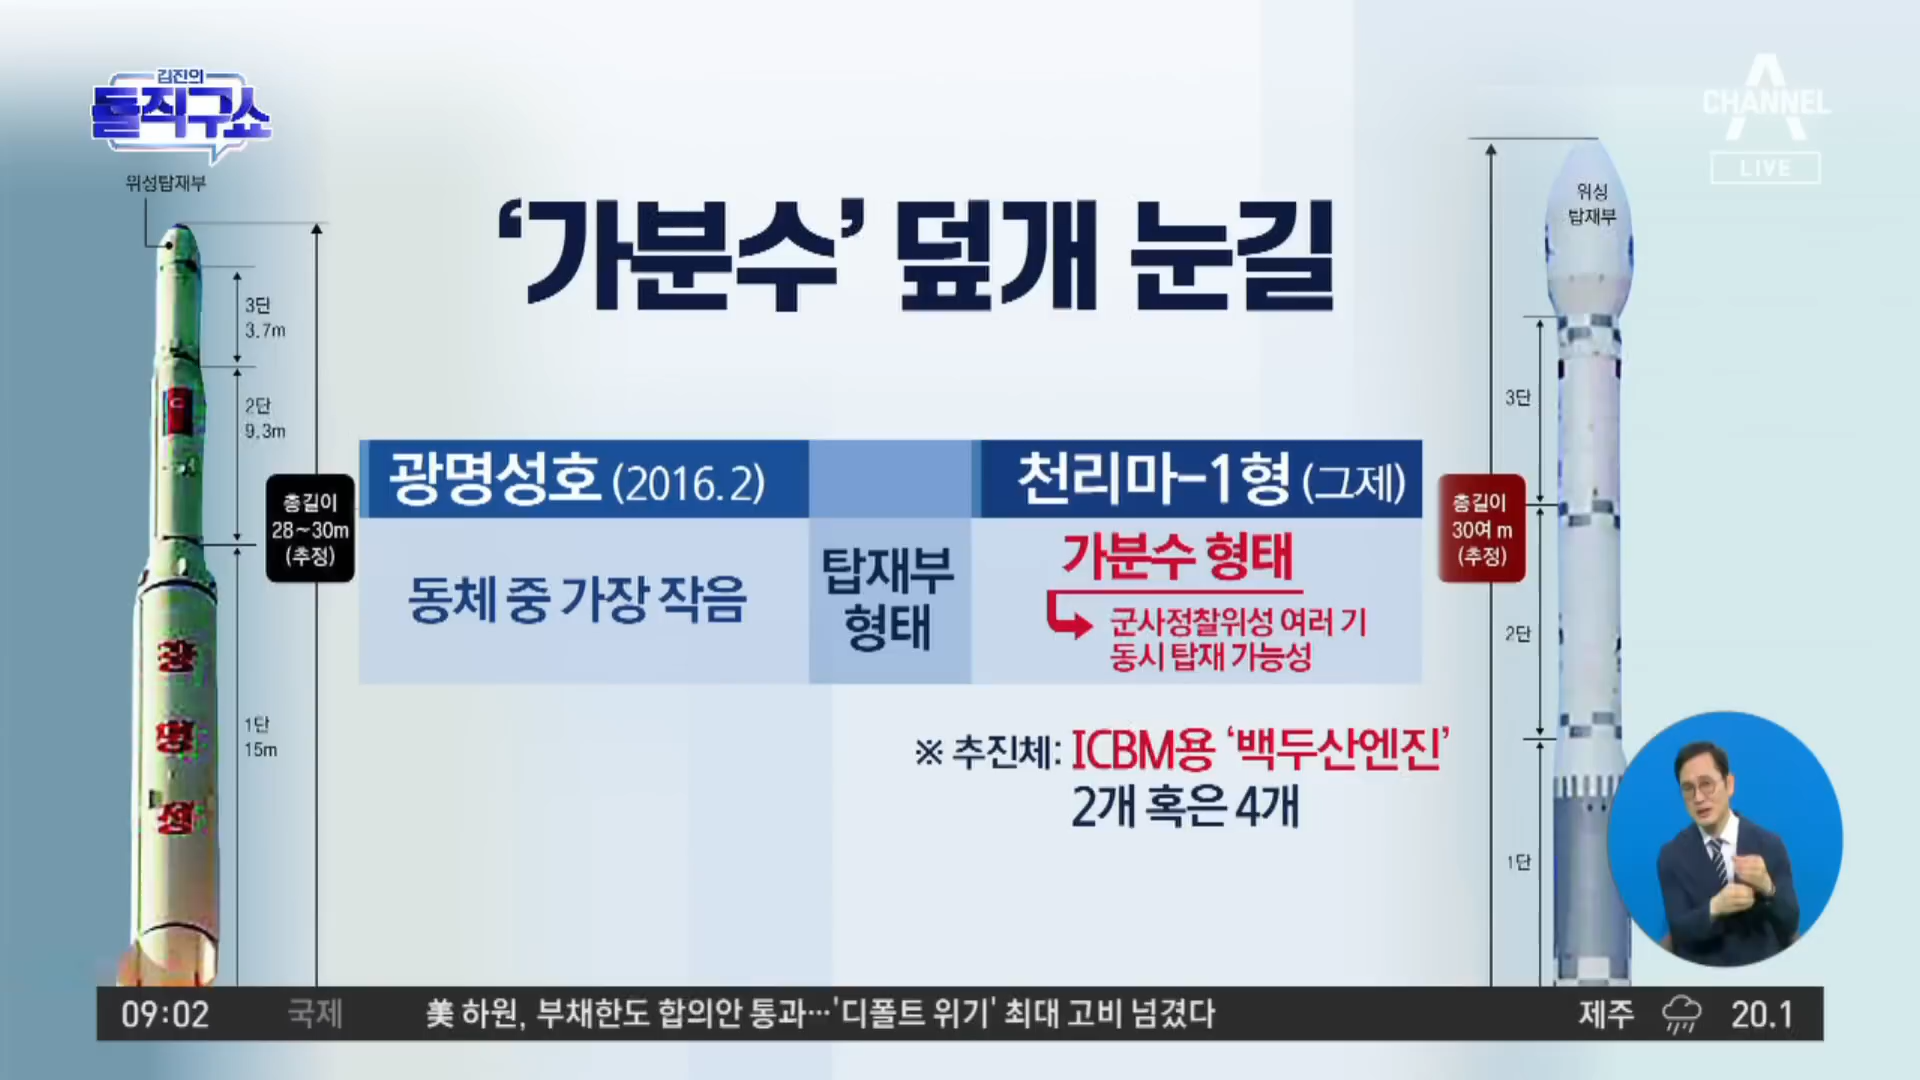 김진의
돌직구쇼
CHANNEL A
LIVE
위성탑재부
3단
3.7m
2단
9.3m
총길이
28~30m
(추정)
1단
15m
광
명
성
‘가분수’ 덮개 눈길
광명성호 (2016. 2)
천리마-1형 (그제)
동체 중 가장 작음
탑재부
형태
가분수 형태
군사정찰위성 여러 기
동시 탑재 가능성
※ 추진체: ICBM용 ‘백두산엔진’
2개 혹은 4개
위성
탑재부
3단
총길이
30여 m
(추정)
2단
1단
09:02 국제 美 하원, 부채한도 합의안 통과…'디폴트 위기' 최대 고비 넘겼다 제주 20.1